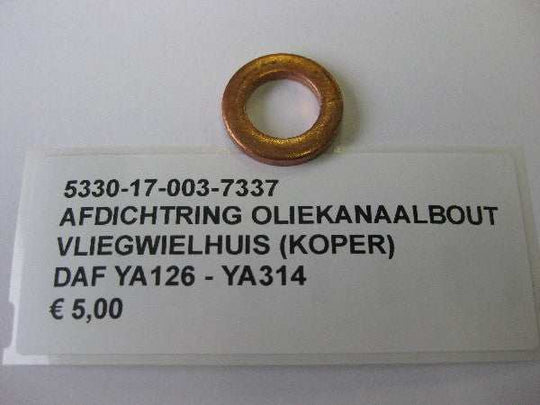 5330-17-003-7337
AFDICHTRING OLIEKANAALBOUT
VLIEGWIELHUIS (KOPER)
DAF YA126 - YA314
€ 5,00